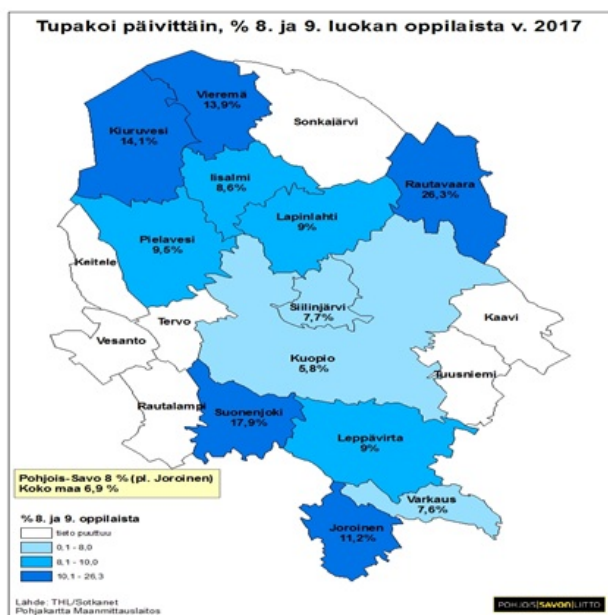 Tupakoi päivittäin, % 8. ja 9. luokan oppilaista v. 2017
Vieremä
13,9%
Sonkajärvi
Kiuruvesi
14,1%
Iisalmi
8,6%
Rautavaara
26,3%
Lapinlahti
9%
Pielavesi
9,5%
Keitele
Siilinjärvi
7,7%
Kaavi
Tervo
Vesanto
Kuopio
5,8%
Tuusniemi
Rautalampi
Suonenjoki
17,9%
Leppävirta
9%
Pohjois-Savo 8 % (pl. Joroinen)
Koko maa 6,9 %
Varkaus
7,6%
Joroinen
11,2%
% 8. ja 9. oppilaista
tieto puuttuu
0,1 - 8,0
8,1 - 10,0
10,1 - 26,3
Lähde: THL/Sotkanet
Pohjakartta Maanmittauslaitos
POHJOIS|SAVON|LIITTO